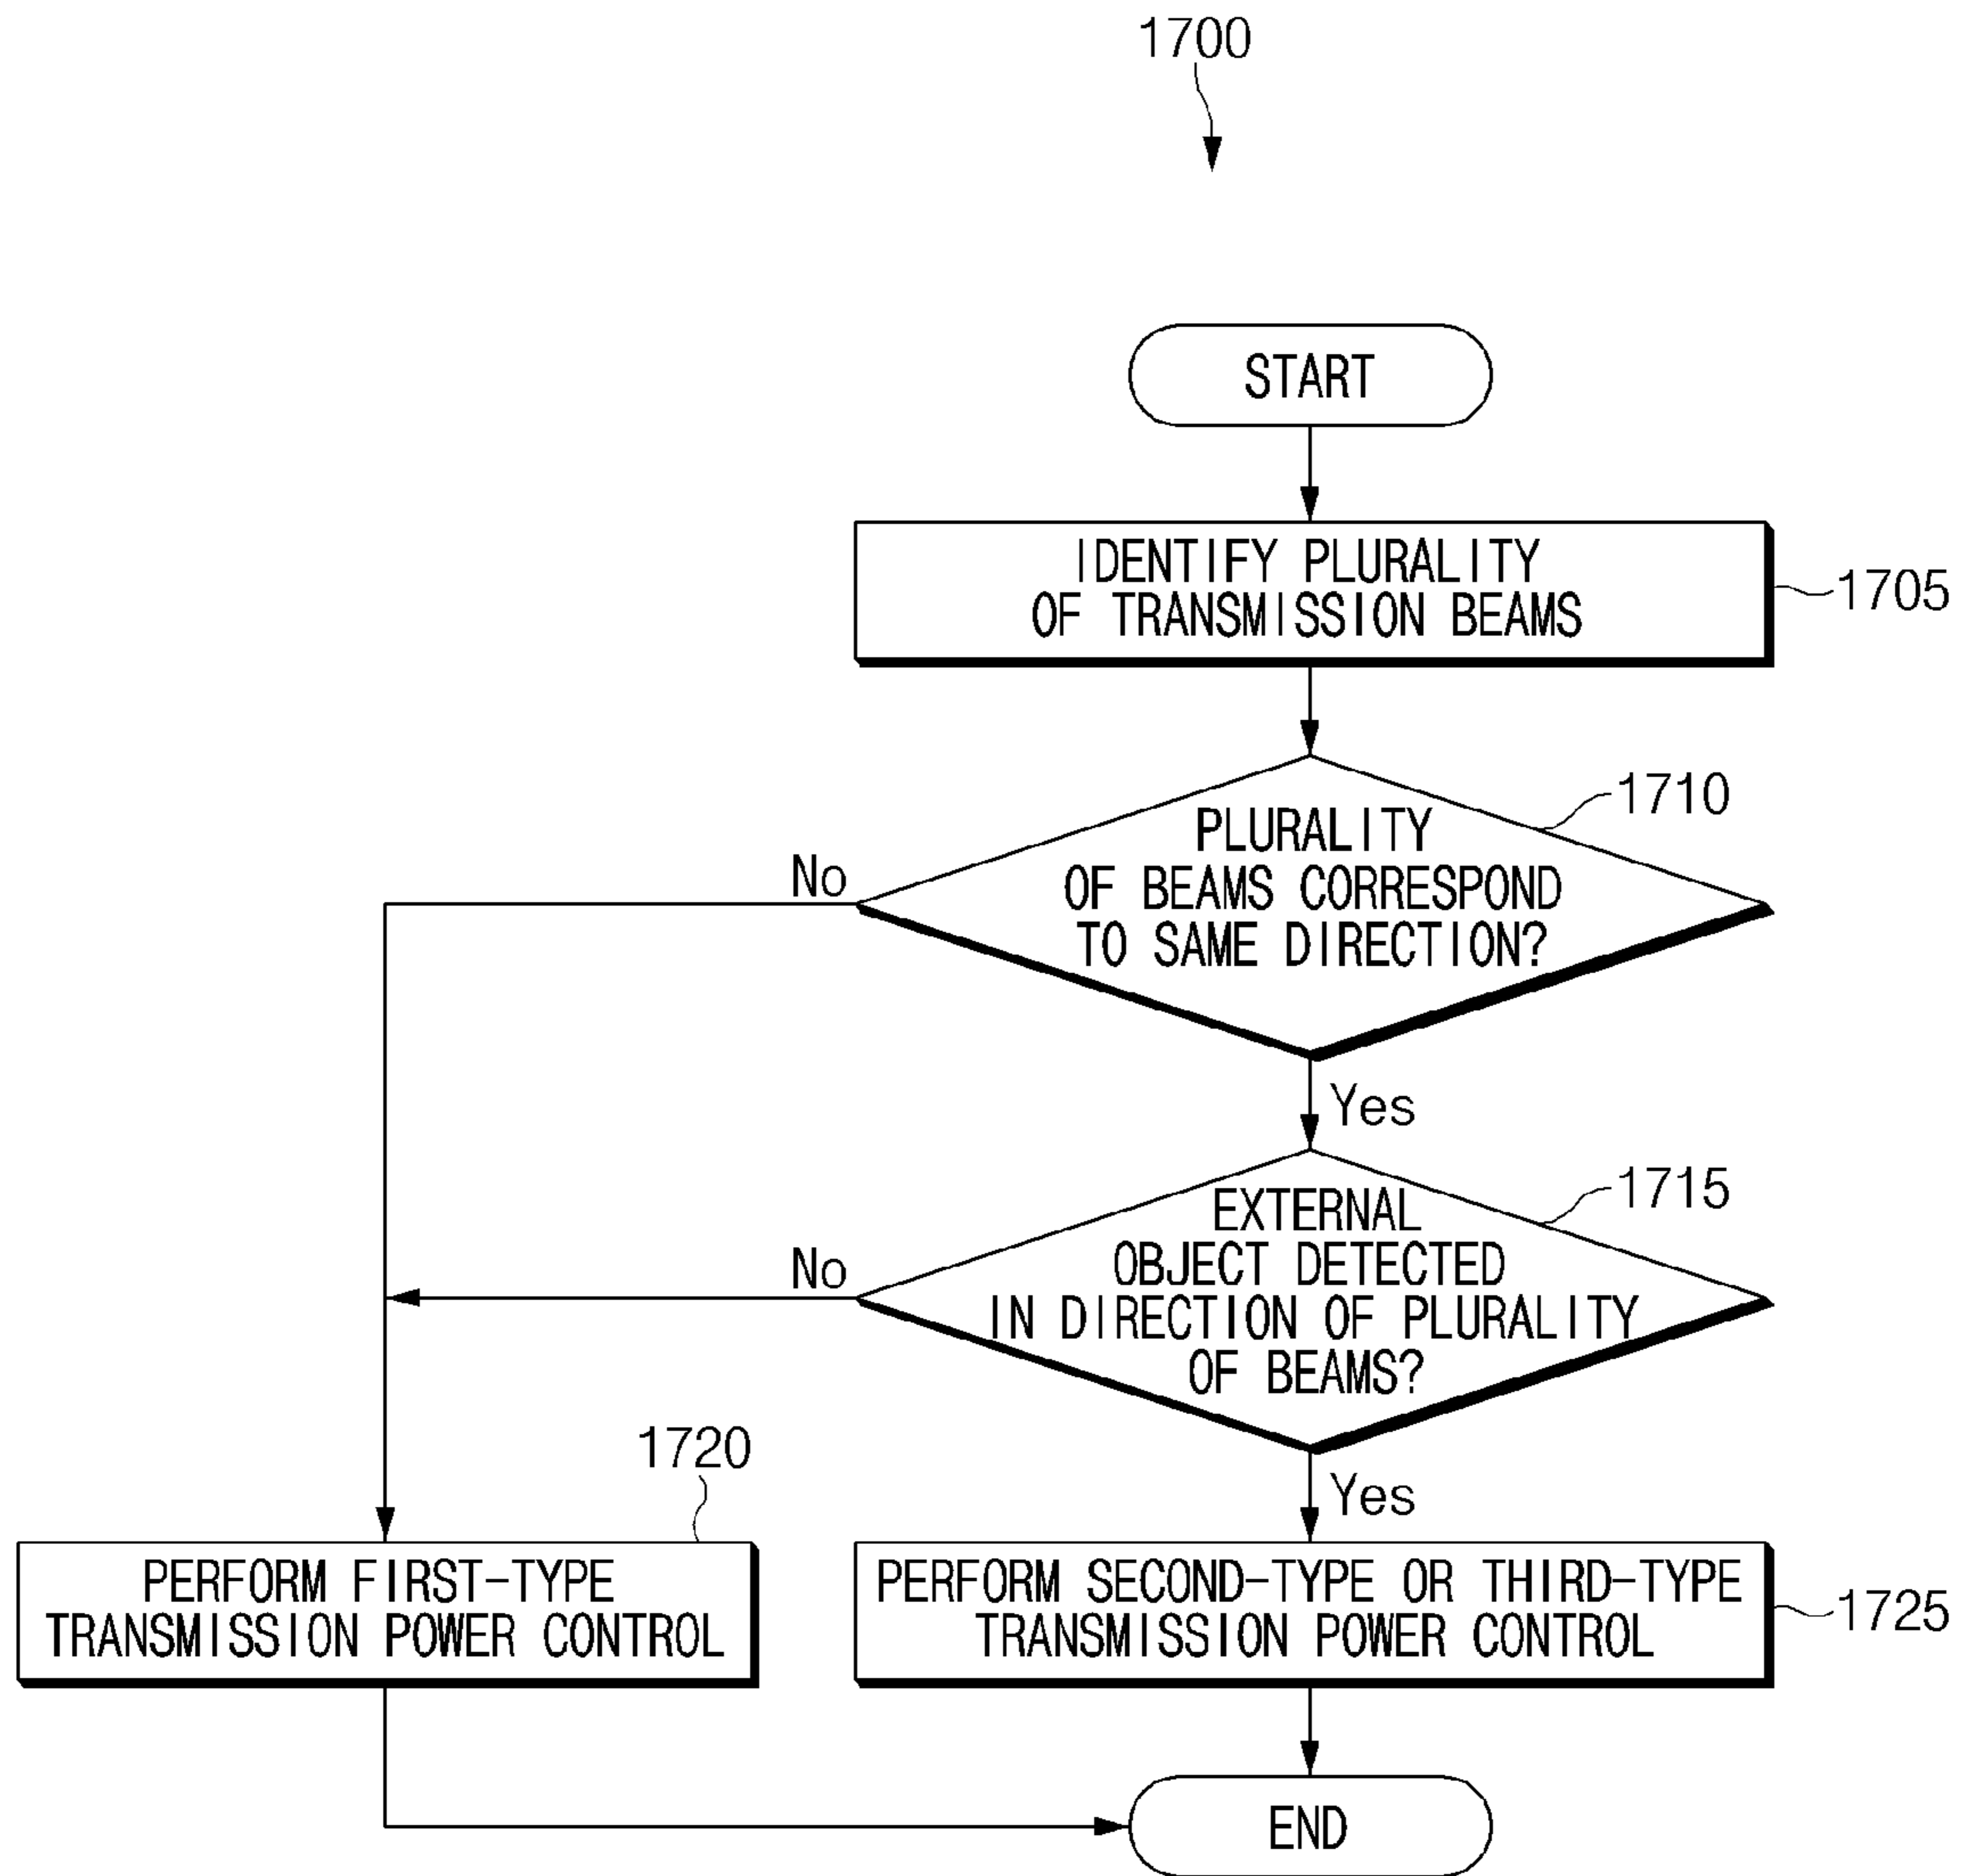 1700
START
IDENTIFY PLURALITY
OF TRANSMISSION BEAMS
1705
1710
PLURALITY
OF BEAMS CORRESPOND
TO SAME DIRECTION?
No
Yes
1715
EXTERNAL
OBJECT DETECTED
IN DIRECTION OF PLURALITY
OF BEAMS?
No
Yes
1720
PERFORM FIRST-TYPE
TRANSMISSION POWER CONTROL
PERFORM SECOND-TYPE OR THIRD-TYPE
TRANSMISSION POWER CONTROL
1725
END